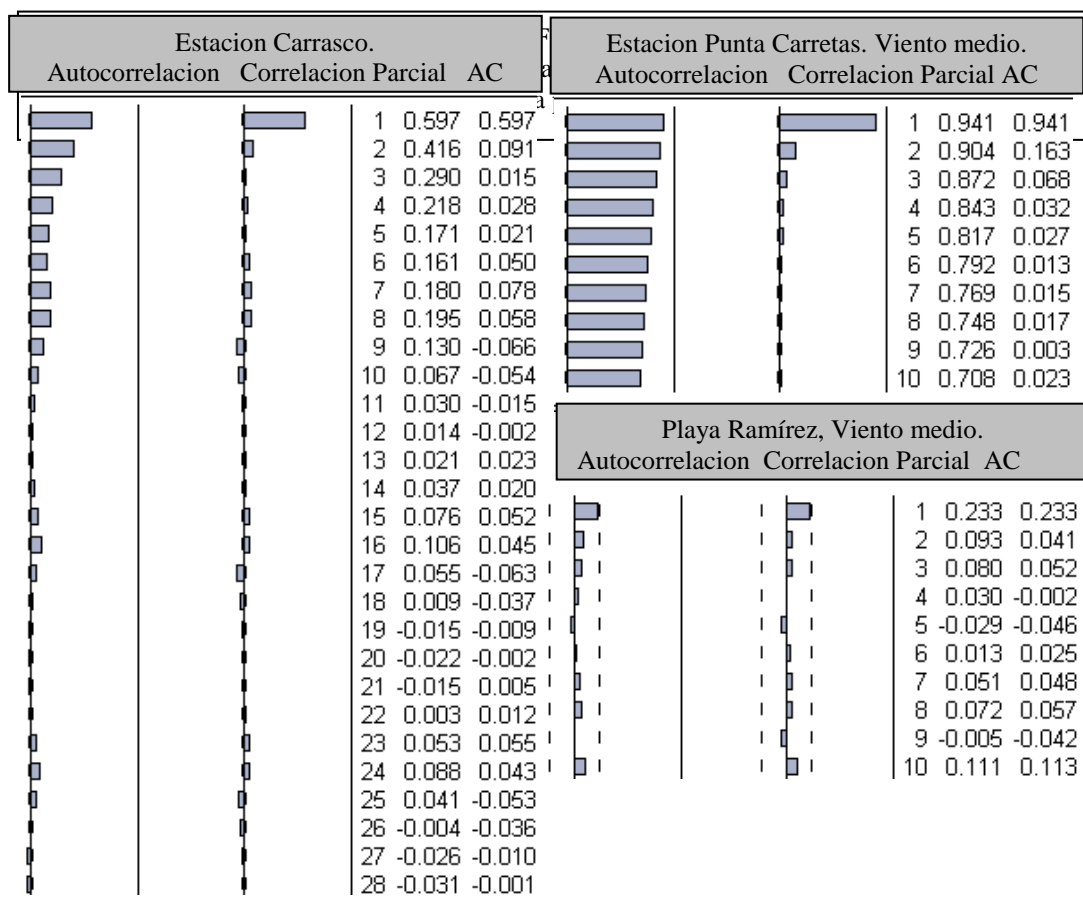 Estacion Carrasco.
Autocorrelacion Correlacion Parcial AC
1 0.597 0.597
2 0.416 0.091
3 0.290 0.015
4 0.218 0.028
5 0.171 0.021
6 0.161 0.050
7 0.180 0.078
8 0.195 0.058
9 0.130 -0.066
10 0.067 -0.054
11 0.030 -0.015
12 0.014 -0.002
13 0.021 0.023
14 0.037 0.020
15 0.076 0.052
16 0.106 0.045
17 0.055 -0.063
18 0.009 -0.037
19 -0.015 -0.009
20 -0.022 -0.002
21 -0.015 0.005
22 0.003 0.012
23 0.053 0.055
24 0.088 0.043
25 0.041 -0.053
26 -0.004 -0.036
27 -0.026 -0.010
28 -0.031 -0.001
Estacion Punta Carretas. Viento medio.
Autocorrelacion Correlacion Parcial AC
1 0.941 0.941
2 0.904 0.163
3 0.872 0.068
4 0.843 0.032
5 0.817 0.027
6 0.792 0.013
7 0.769 0.015
8 0.748 0.017
9 0.726 0.003
10 0.708 0.023
Playa Ramírez, Viento medio.
Autocorrelacion Correlacion Parcial AC
1 0.233 0.233
2 0.093 0.041
3 0.080 0.052
4 0.030 -0.002
5 -0.029 -0.046
6 0.013 0.025
7 0.051 0.048
8 0.072 0.057
9 -0.005 -0.042
10 0.111 0.113